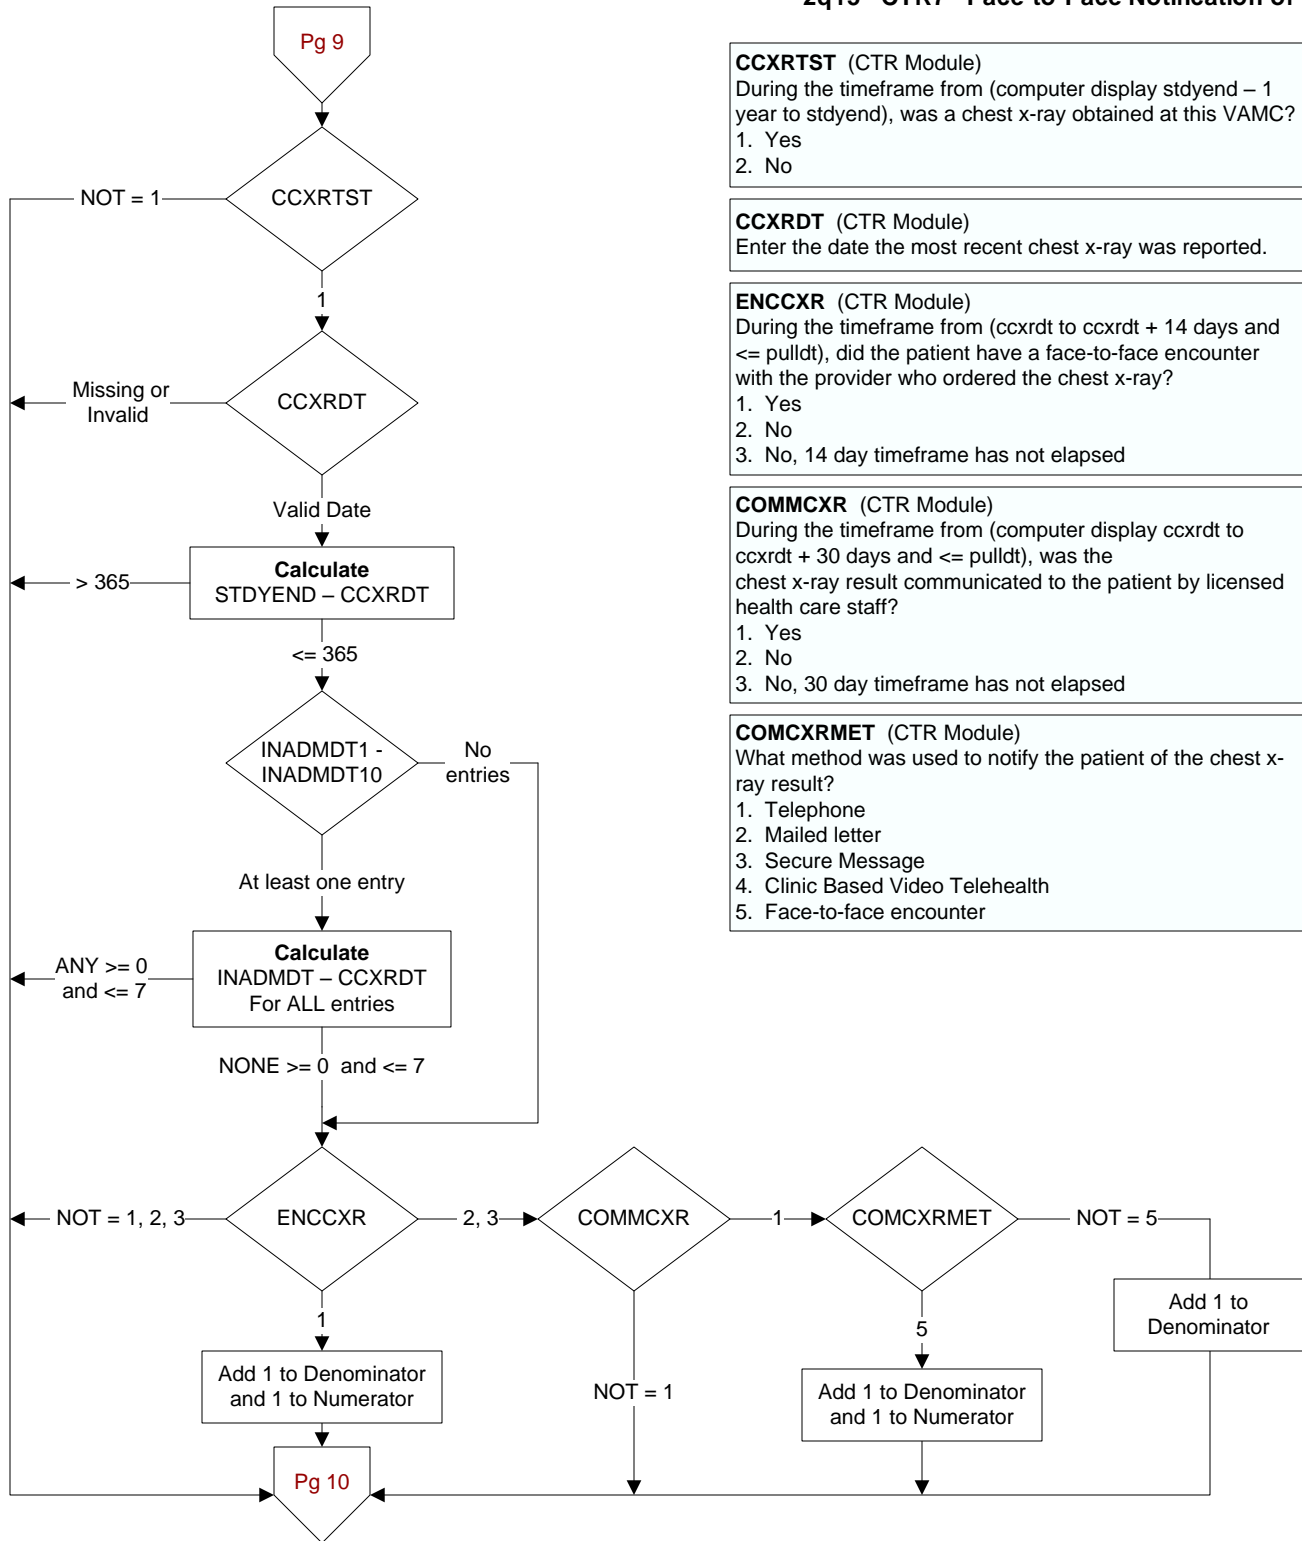 2q15 CTR7 Face-to-Face Notification of
Pg 9
CCXRTST
NOT = 1
1
CCXRDT
Missing or
Invalid
Valid Date
Calculate
STDYEND – CCXRDT
> 365
<= 365
INADMDT1 -
INADMDT10
No
entries
At least one entry
Calculate
INADMDT – CCXRDT
For ALL entries
ANY >= 0
and <= 7
NONE >= 0 and <= 7
NOT = 1, 2, 3
ENCCXR
2, 3
COMMCXR
1
COMCXRMET
NOT = 5
1
Add 1 to Denominator
and 1 to Numerator
NOT = 1
5
Add 1 to Denominator
and 1 to Numerator
Add 1 to
Denominator
Pg 10
CCXRTST (CTR Module)
During the timeframe from (computer display stdyend – 1
year to stdyend), was a chest x-ray obtained at this VAMC?
1. Yes
2. No
CCXRDT (CTR Module)
Enter the date the most recent chest x-ray was reported.
ENCCXR (CTR Module)
During the timeframe from (ccxrdt to ccxrdt + 14 days and
<= pulldt), did the patient have a face-to-face encounter
with the provider who ordered the chest x-ray?
1. Yes
2. No
3. No, 14 day timeframe has not elapsed
COMMCXR (CTR Module)
During the timeframe from (computer display ccxrdt to
ccxrdt + 30 days and <= pulldt), was the
chest x-ray result communicated to the patient by licensed
health care staff?
1. Yes
2. No
3. No, 30 day timeframe has not elapsed
COMCXRMET (CTR Module)
What method was used to notify the patient of the chest x-
ray result?
1. Telephone
2. Mailed letter
3. Secure Message
4. Clinic Based Video Telehealth
5. Face-to-face encounter